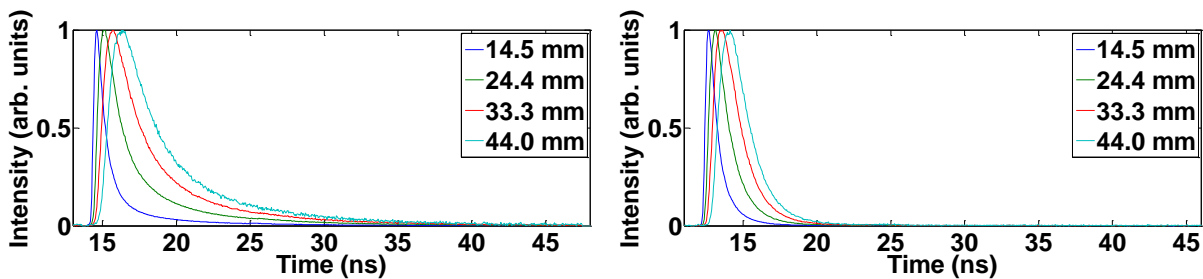 Intensity (arb. units)
1
0.5
0
15 20 25 30 35 40 45
Time (ns)
14.5 mm
24.4 mm
33.3 mm
44.0 mm
Intensity (arb. units)
1
0.5
0
15 20 25 30 35 40 45
Time (ns)
14.5 mm
24.4 mm
33.3 mm
44.0 mm